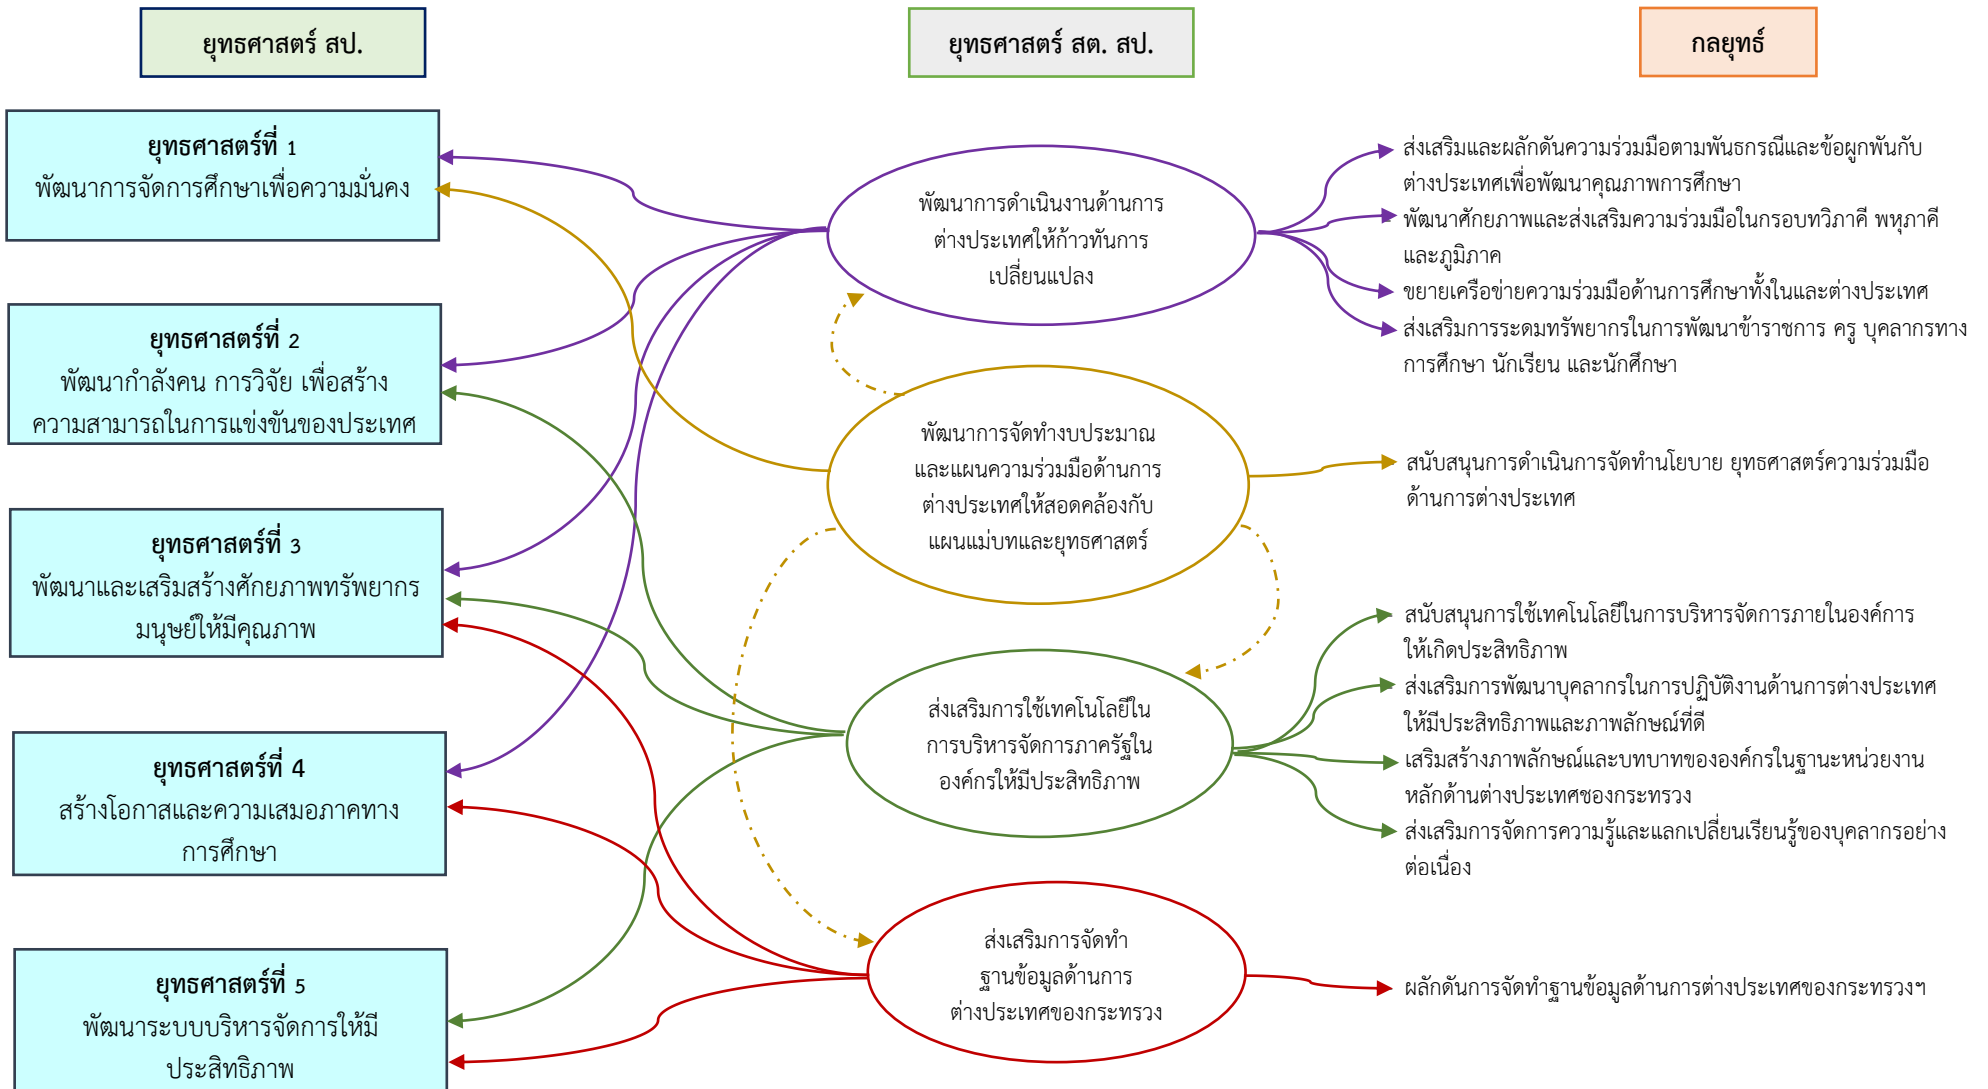 ยุทธศาสตร์ สป.
ยุทธศาสตร์ สต. สป.
กลยุทธ์
ยุทธศาสตร์ที่ 1
พัฒนาการจัดการศึกษาเพื่อความมั่นคง
ยุทธศาสตร์ที่ 2
พัฒนากำลังคน การวิจัย เพื่อสร้าง
ความสามารถในการแข่งขันของประเทศ
ยุทธศาสตร์ที่ 3
พัฒนาและเสริมสร้างศักยภาพทรัพยากร
มนุษย์ให้มีคุณภาพ
ยุทธศาสตร์ที่ 4
สร้างโอกาสและความเสมอภาคทาง
การศึกษา
ยุทธศาสตร์ที่ 5
พัฒนาระบบบริหารจัดการให้มี
ประสิทธิภาพ
พัฒนาการดำเนินงานด้านการ
ต่างประเทศให้ก้าวทันการ
เปลี่ยนแปลง
พัฒนาการจัดทำงบประมาณ
และแผนความร่วมมือด้านการ
ต่างประเทศให้สอดคล้องกับ
แผนแม่บทและยุทธศาสตร์
ส่งเสริมการใช้เทคโนโลยีใน
การบริหารจัดการภาครัฐใน
องค์กรให้มีประสิทธิภาพ
ส่งเสริมการจัดทำ
ฐานข้อมูลด้านการ
ต่างประเทศของกระทรวง
ส่งเสริมและผลักดันความร่วมมือตามพันธกรณีและข้อผูกพันกับ
ต่างประเทศเพื่อพัฒนาคุณภาพการศึกษา
พัฒนาศักยภาพและส่งเสริมความร่วมมือในกรอบทวิภาคี พหุภาคี
และภูมิภาค
ขยายเครือข่ายความร่วมมือด้านการศึกษาทั้งในและต่างประเทศ
ส่งเสริมการระดมทรัพยากรในการพัฒนาข้าราชการ ครู บุคลากรทาง
การศึกษา นักเรียน และนักศึกษา
สนับสนุนการดำเนินการจัดทำนโยบาย ยุทธศาสตร์ความร่วมมือ
ด้านการต่างประเทศ
สนับสนุนการใช้เทคโนโลยีในการบริหารจัดการภายในองค์การ
ให้เกิดประสิทธิภาพ
ส่งเสริมการพัฒนาบุคลากรในการปฏิบัติงานด้านการต่างประเทศ
ให้มีประสิทธิภาพและภาพลักษณ์ที่ดี
เสริมสร้างภาพลักษณ์และบทบาทขององค์กรในฐานะหน่วยงาน
หลักด้านต่างประเทศชองกระทรวง
ส่งเสริมการจัดการความรู้และแลกเปลี่ยนเรียนรู้ของบุคลากรอย่าง
ต่อเนื่อง
ผลักดันการจัดทำฐานข้อมูลด้านการต่างประเทศของกระทรวงฯ